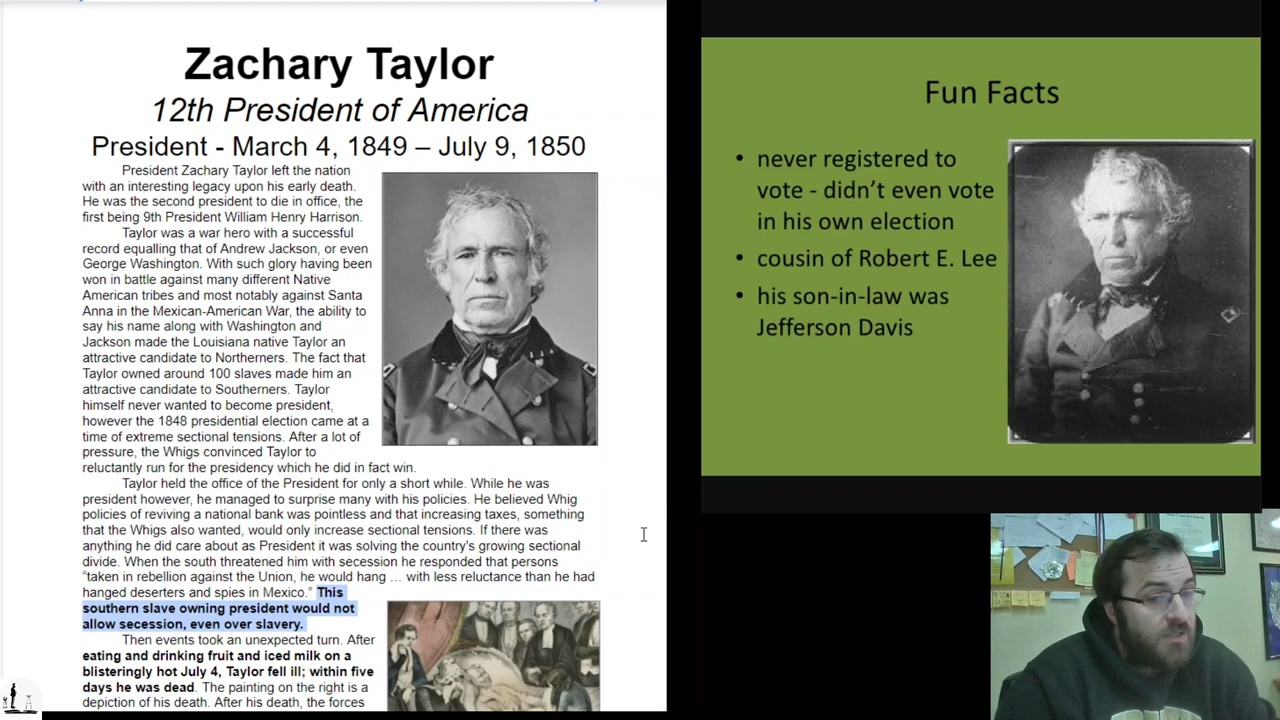 Zachary Taylor
12th President of America
President - March 4, 1849 – July 9, 1850
President Zachary Taylor left the nation
with an interesting legacy upon his early death.
He was the second president to die in office, the
first being 9th President William Henry Harrison.
Taylor was a war hero with a successful
record equalling that of Andrew Jackson, or even
George Washington. With such glory having been
won in battle against many different Native
American tribes and most notably against Santa
Anna in the Mexican-American War, the ability to
say his name along with Washington and
Jackson made the Louisiana native Taylor an
attractive candidate to Northerners. The fact that
Taylor owned around 100 slaves made him an
attractive candidate to Southerners. Taylor
himself never wanted to become president,
however the 1848 presidential election came at a
time of extreme sectional tensions. After a lot of
pressure, the Whigs convinced Taylor to
reluctantly run for the presidency which he did in fact win.
Taylor held the office of the President for only a short while. While he was
president however, he managed to surprise many with his policies. He believed Whig
policies of reviving a national bank was pointless and that increasing taxes, something
that the Whigs also wanted, would only increase sectional tensions. If there was
anything he did care about as President it was solving the country's growing sectional
divide. When the south threatened him with secession he responded that persons
“taken in rebellion against the Union, he would hang … with less reluctance than he had
hanged deserters and spies in Mexico.” This
southern slave owning president would not
allow secession, even over slavery.
Then events took an unexpected turn. After
eating and drinking fruit and iced milk on a
blisteringly hot July 4, Taylor fell ill; within five
days he was dead. The painting on the right is a
depiction of his death. After his death, the forces
Fun Facts
• never registered to
vote - didn’t even vote
in his own election
• cousin of Robert E. Lee
• his son-in-law was
Jefferson Davis